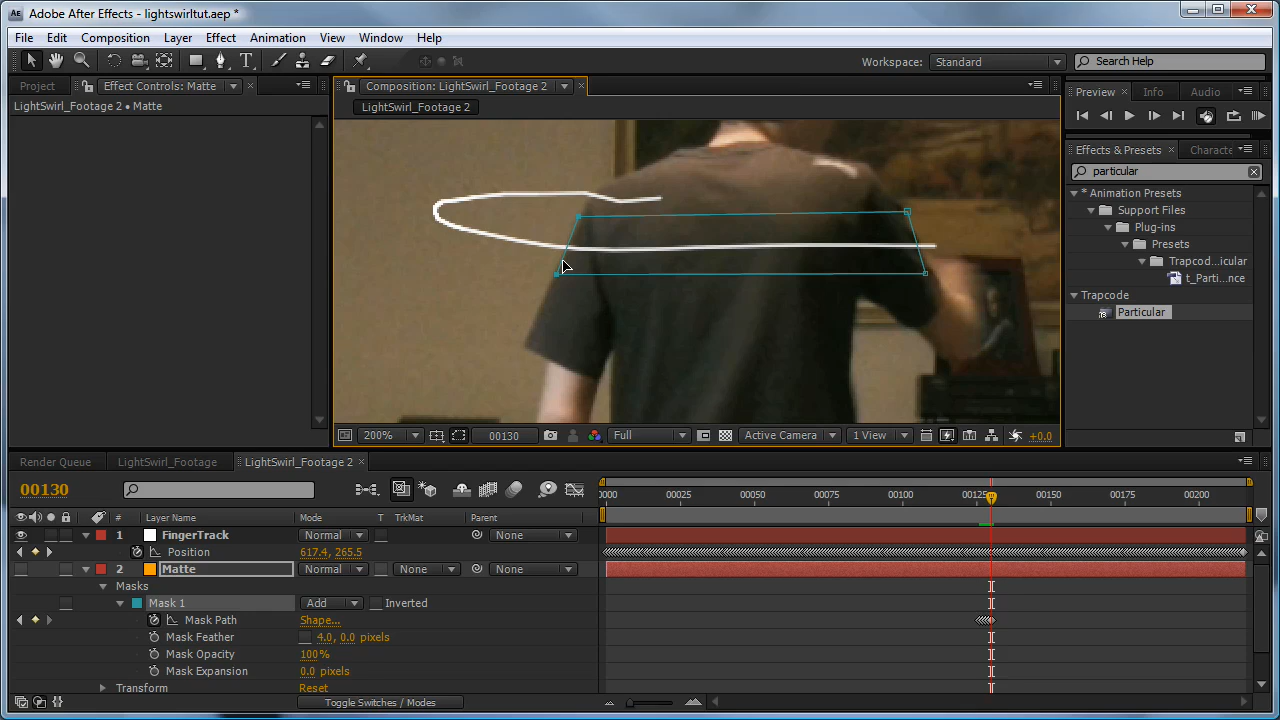 Adobe After Effects - lightswirltut.aep *
File Edit Composition Layer Effect Animation View Window Help
Workspace: Standard Search Help
Project Effect Controls: Matte Composition: LightSwirl_Footage 2 Preview Info Audio
LightSwirl_Footage 2 • Matte
LightSwirl_Footage 2
Effects & Presets Characte
particular
* Animation Presets
Support Files
Plug-ins
Presets
Trapcod...icular
t_Parti...nce
Trapcode
Particular
200% 00130 Full Active Camera 1 View +0.0
Render Queue LightSwirl_Footage LightSwirl_Footage 2
00130
0000 00025 00050 00075 00100 00125 00150 00175 00200
# Layer Name Mode T TrkMat Parent
1 FingerTrack Normal None
Position 617.4, 265.5
2 Matte Normal None None
Masks
Mask 1 Add Inverted
Mask Path Shape...
Mask Feather 4.0, 0.0 pixels
Mask Opacity 100%
Mask Expansion 0.0 pixels
Transform Reset
Toggle Switches / Modes